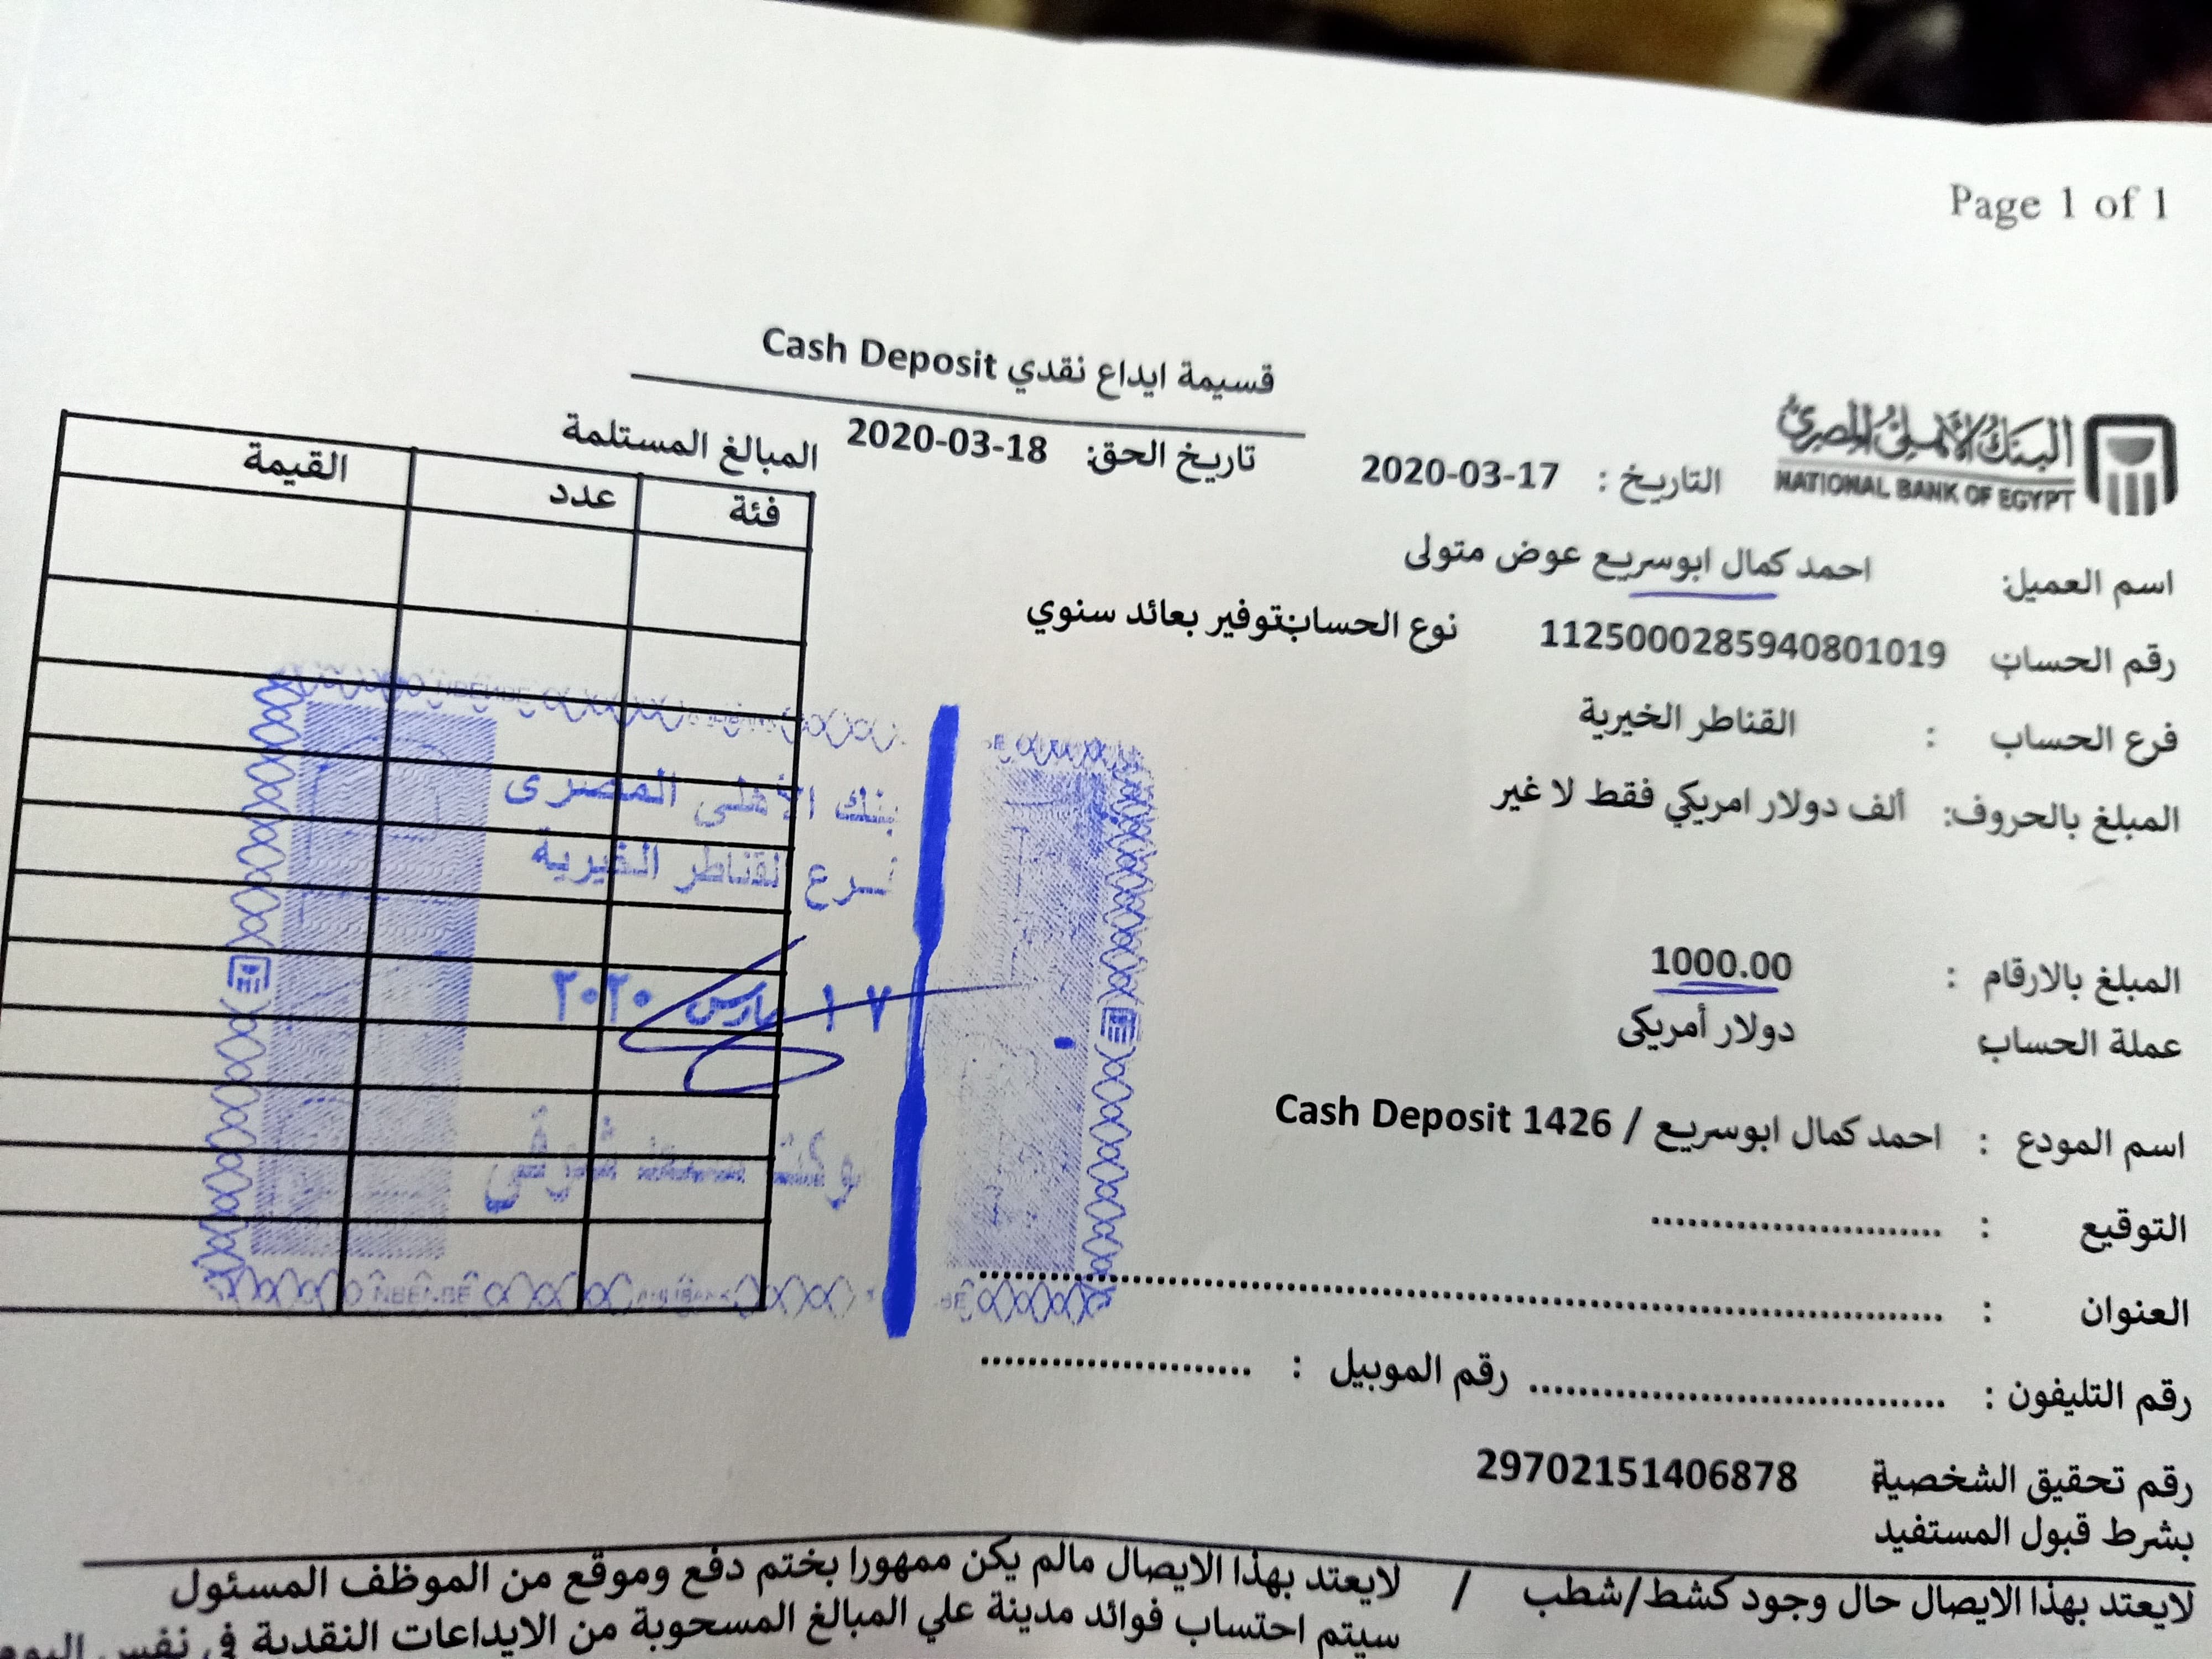 Page 1 of 1
البنك الأهلي المصري
NATIONAL BANK OF EGYPT
قسيمة ايداع نقدي Cash Deposit
التاريخ : 2020-03-17 تاريخ الحق: 2020-03-18
المبالغ المستلمة
فئة عدد القيمة
اسم العميل: احمد كمال ابوسريع عوض متولى
رقم الحساب 1125000285940801019 نوع الحساب:توفير بعائد سنوي
فرع الحساب : القناطر الخيرية
المبلغ بالحروف: ألف دولار امريكي فقط لا غير
المبلغ بالارقام : 1000.00
عملة الحساب دولار أمريكى
اسم المودع : احمد كمال ابوسريع / Cash Deposit 1426
التوقيع :
العنوان :
رقم التليفون : رقم الموبيل :
رقم تحقيق الشخصية 29702151406878
بشرط قبول المستفيد
لايعتد بهذا الايصال حال وجود كشط/شطب / لايعتد بهذا الايصال مالم يكن ممهورا بختم دفع وموقع من الموظف المسئول
سيتم احتساب فوائد مدينة علي المبالغ المسحوبة من الايداعات النقدية في نفس اليوم
بنك الأهلى المصرى
فرع القناطر الخيرية
١٧ مارس ٢٠٢٠